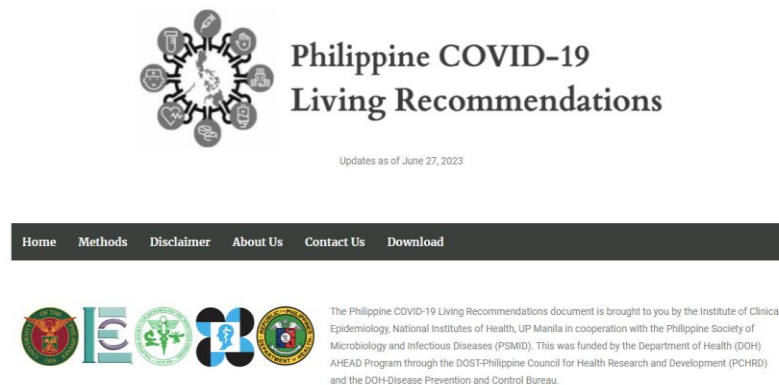 Philippine COVID-19
Living Recommendations
Updates as of June 27, 2023
Home Methods Disclaimer About Us Contact Us Download
The Philippine COVID-19 Living Recommendations document is brought to you by the Institute of Clinical
Epidemiology, National Institutes of Health, UP Manila in cooperation with the Philippine Society of
Microbiology and Infectious Diseases (PSMID). This was funded by the Department of Health (DOH)
AHEAD Program through the DOST-Philippine Council for Health Research and Development (PCHRD)
and the DOH-Disease Prevention and Control Bureau.